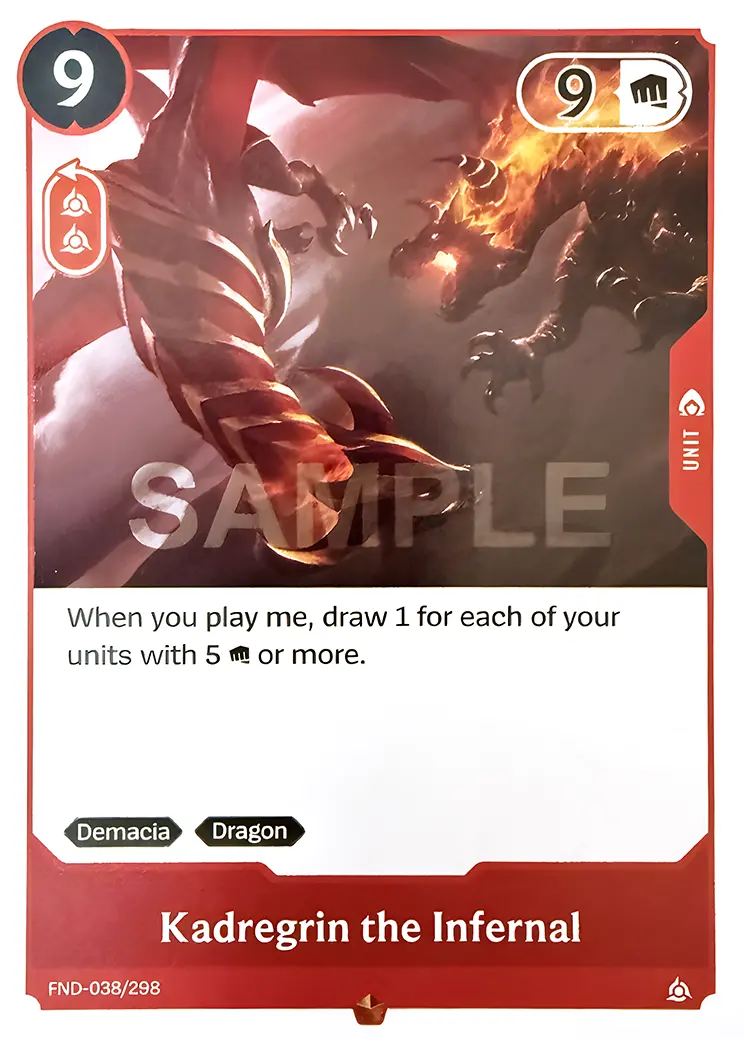 9
9
UNIT
SAMPLE
When you play me, draw 1 for each of your
units with 5 or more.
Demacia Dragon
Kadregrin the Infernal
FND-038/298